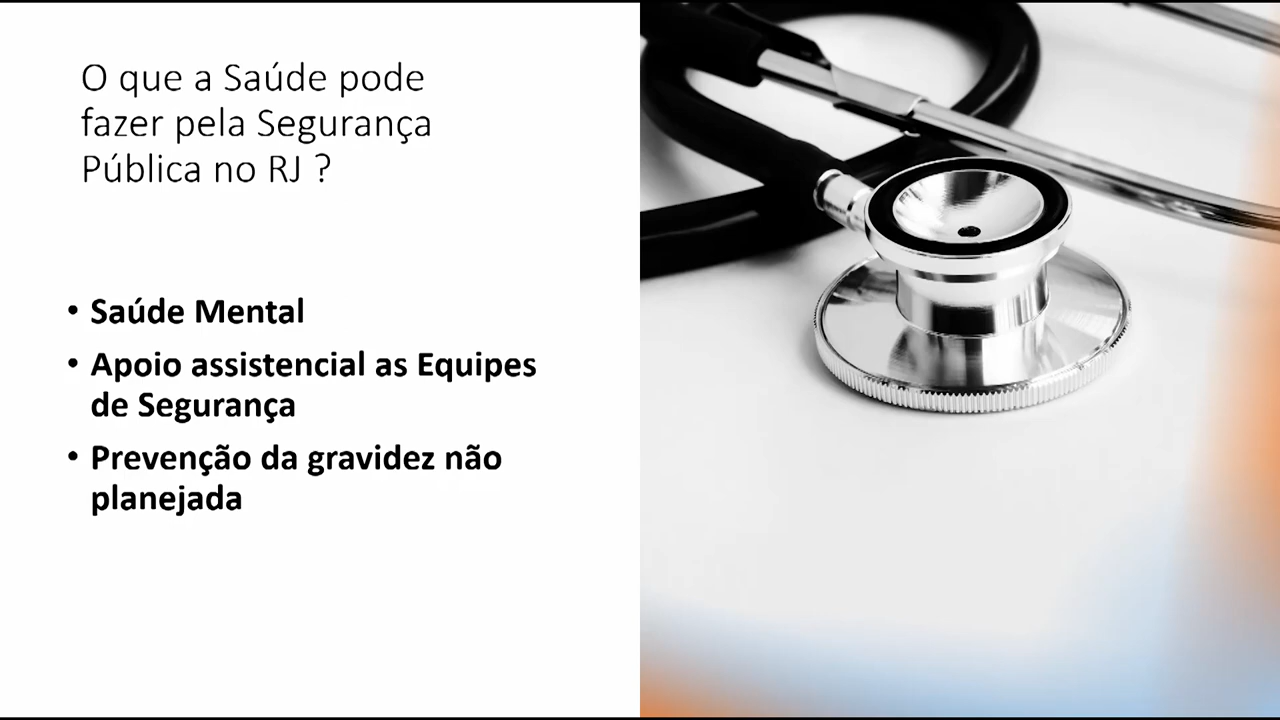 O que a Saúde pode
fazer pela Segurança
Pública no RJ ?
• Saúde Mental
• Apoio assistencial as Equipes
de Segurança
• Prevenção da gravidez não
planejada